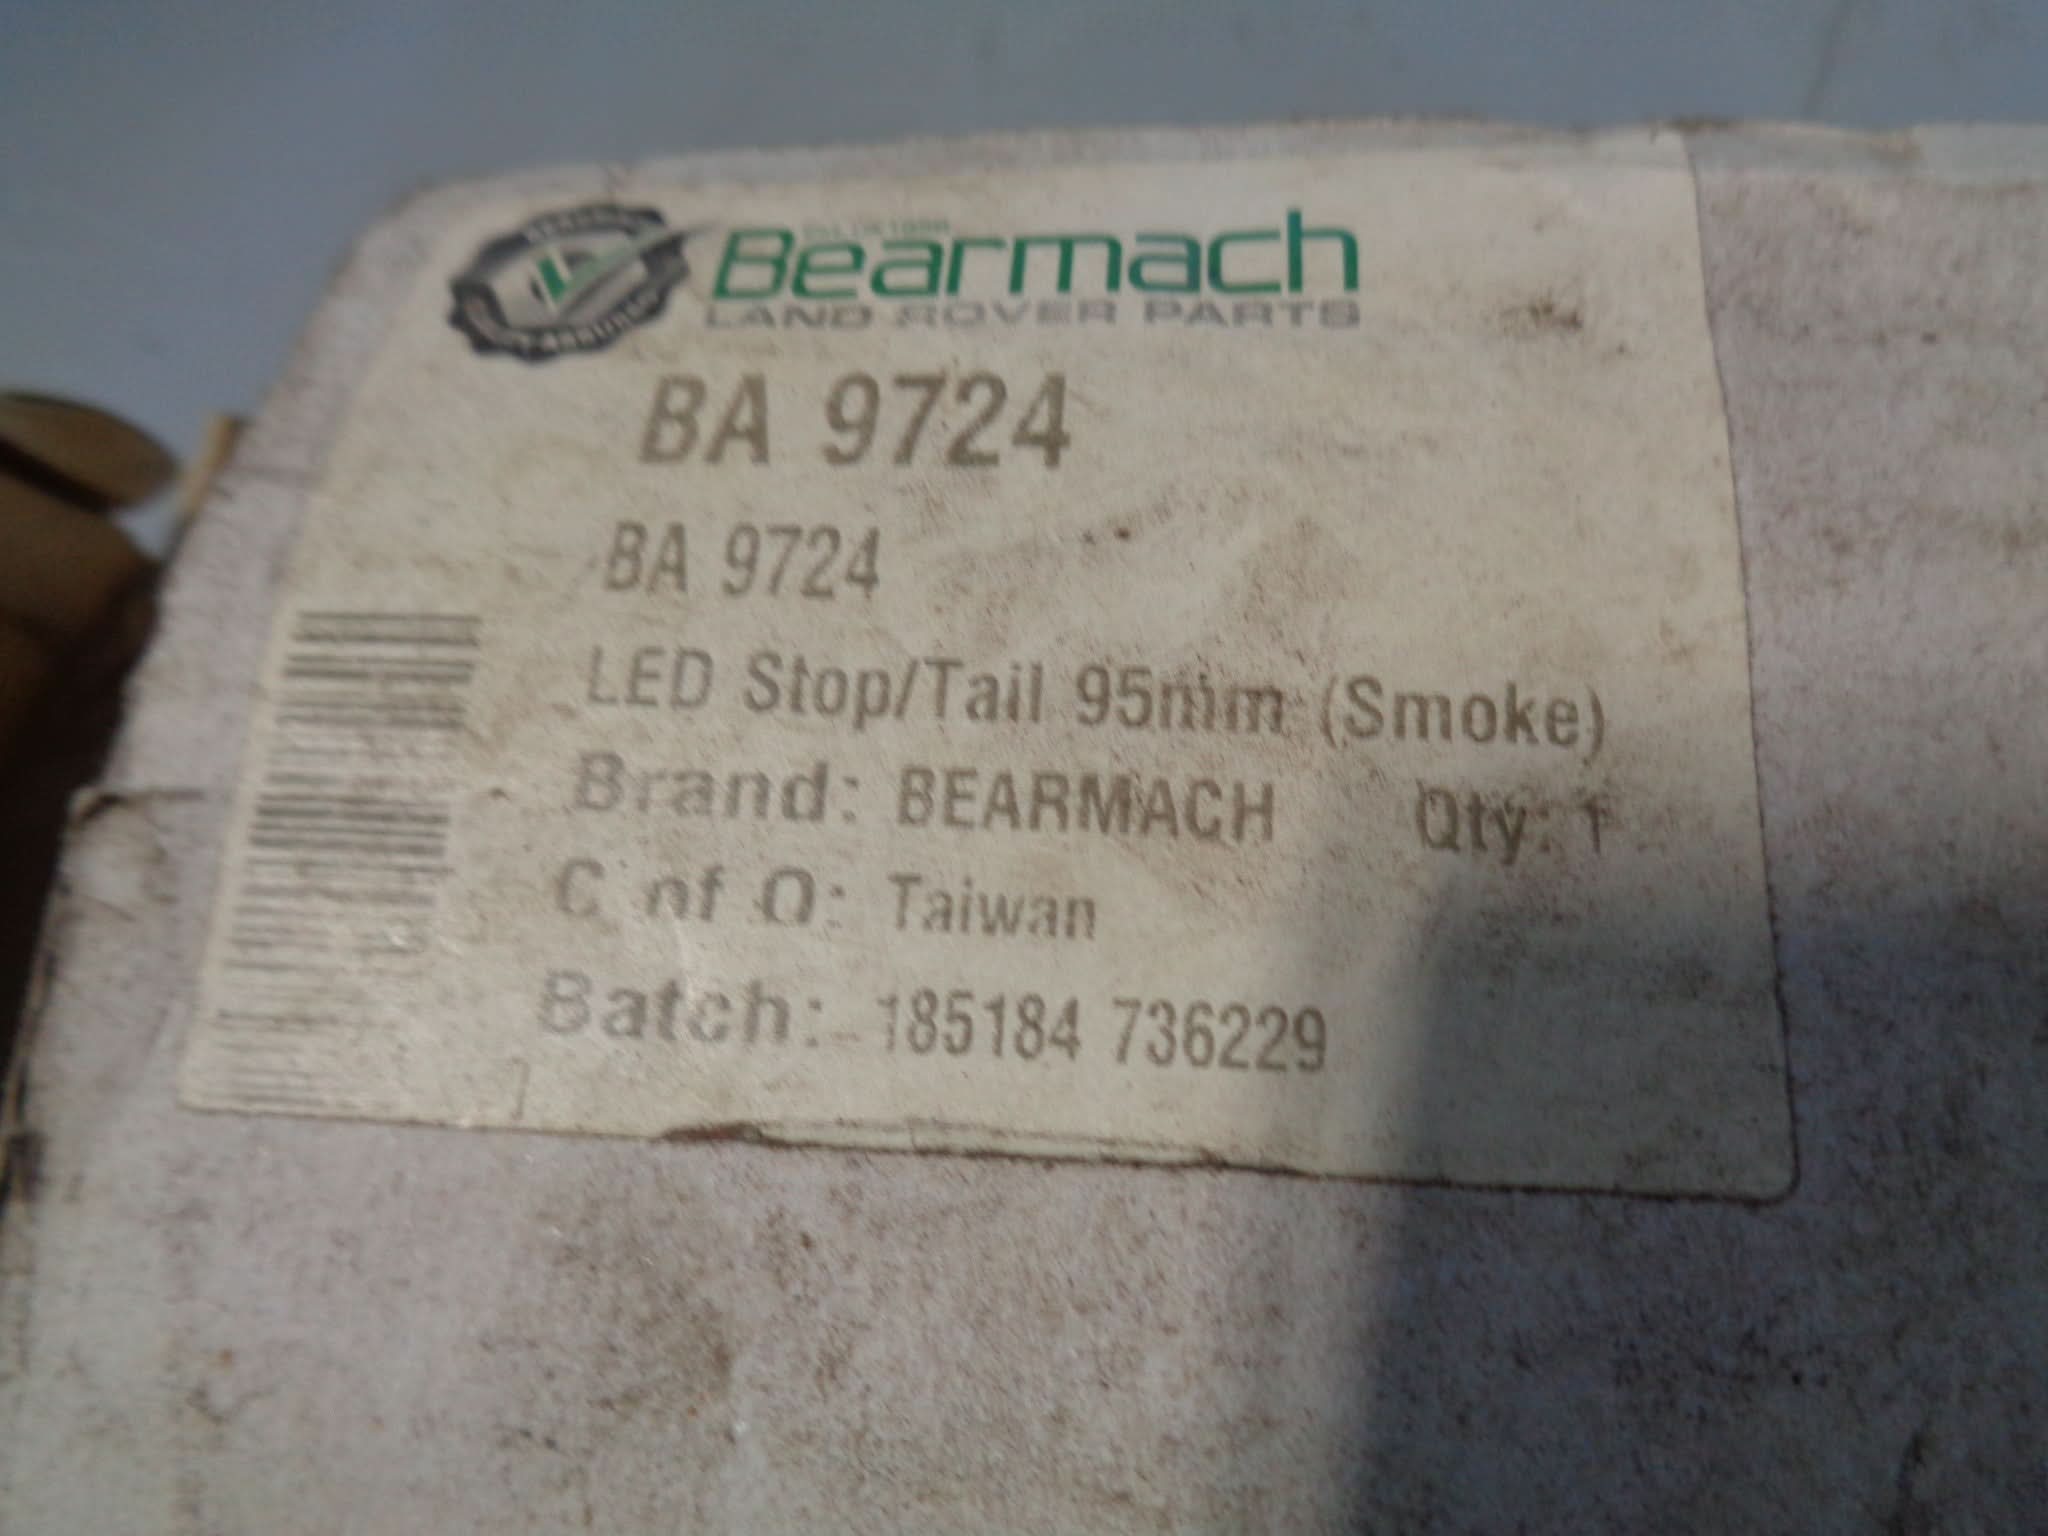 Bearmach
LAND ROVER PARTS
BA 9724
BA 9724
LED Stop/Tail 95mm (Smoke)
Brand: BEARMACH Qty: 1
C of O: Taiwan
Batch: 185184 736229